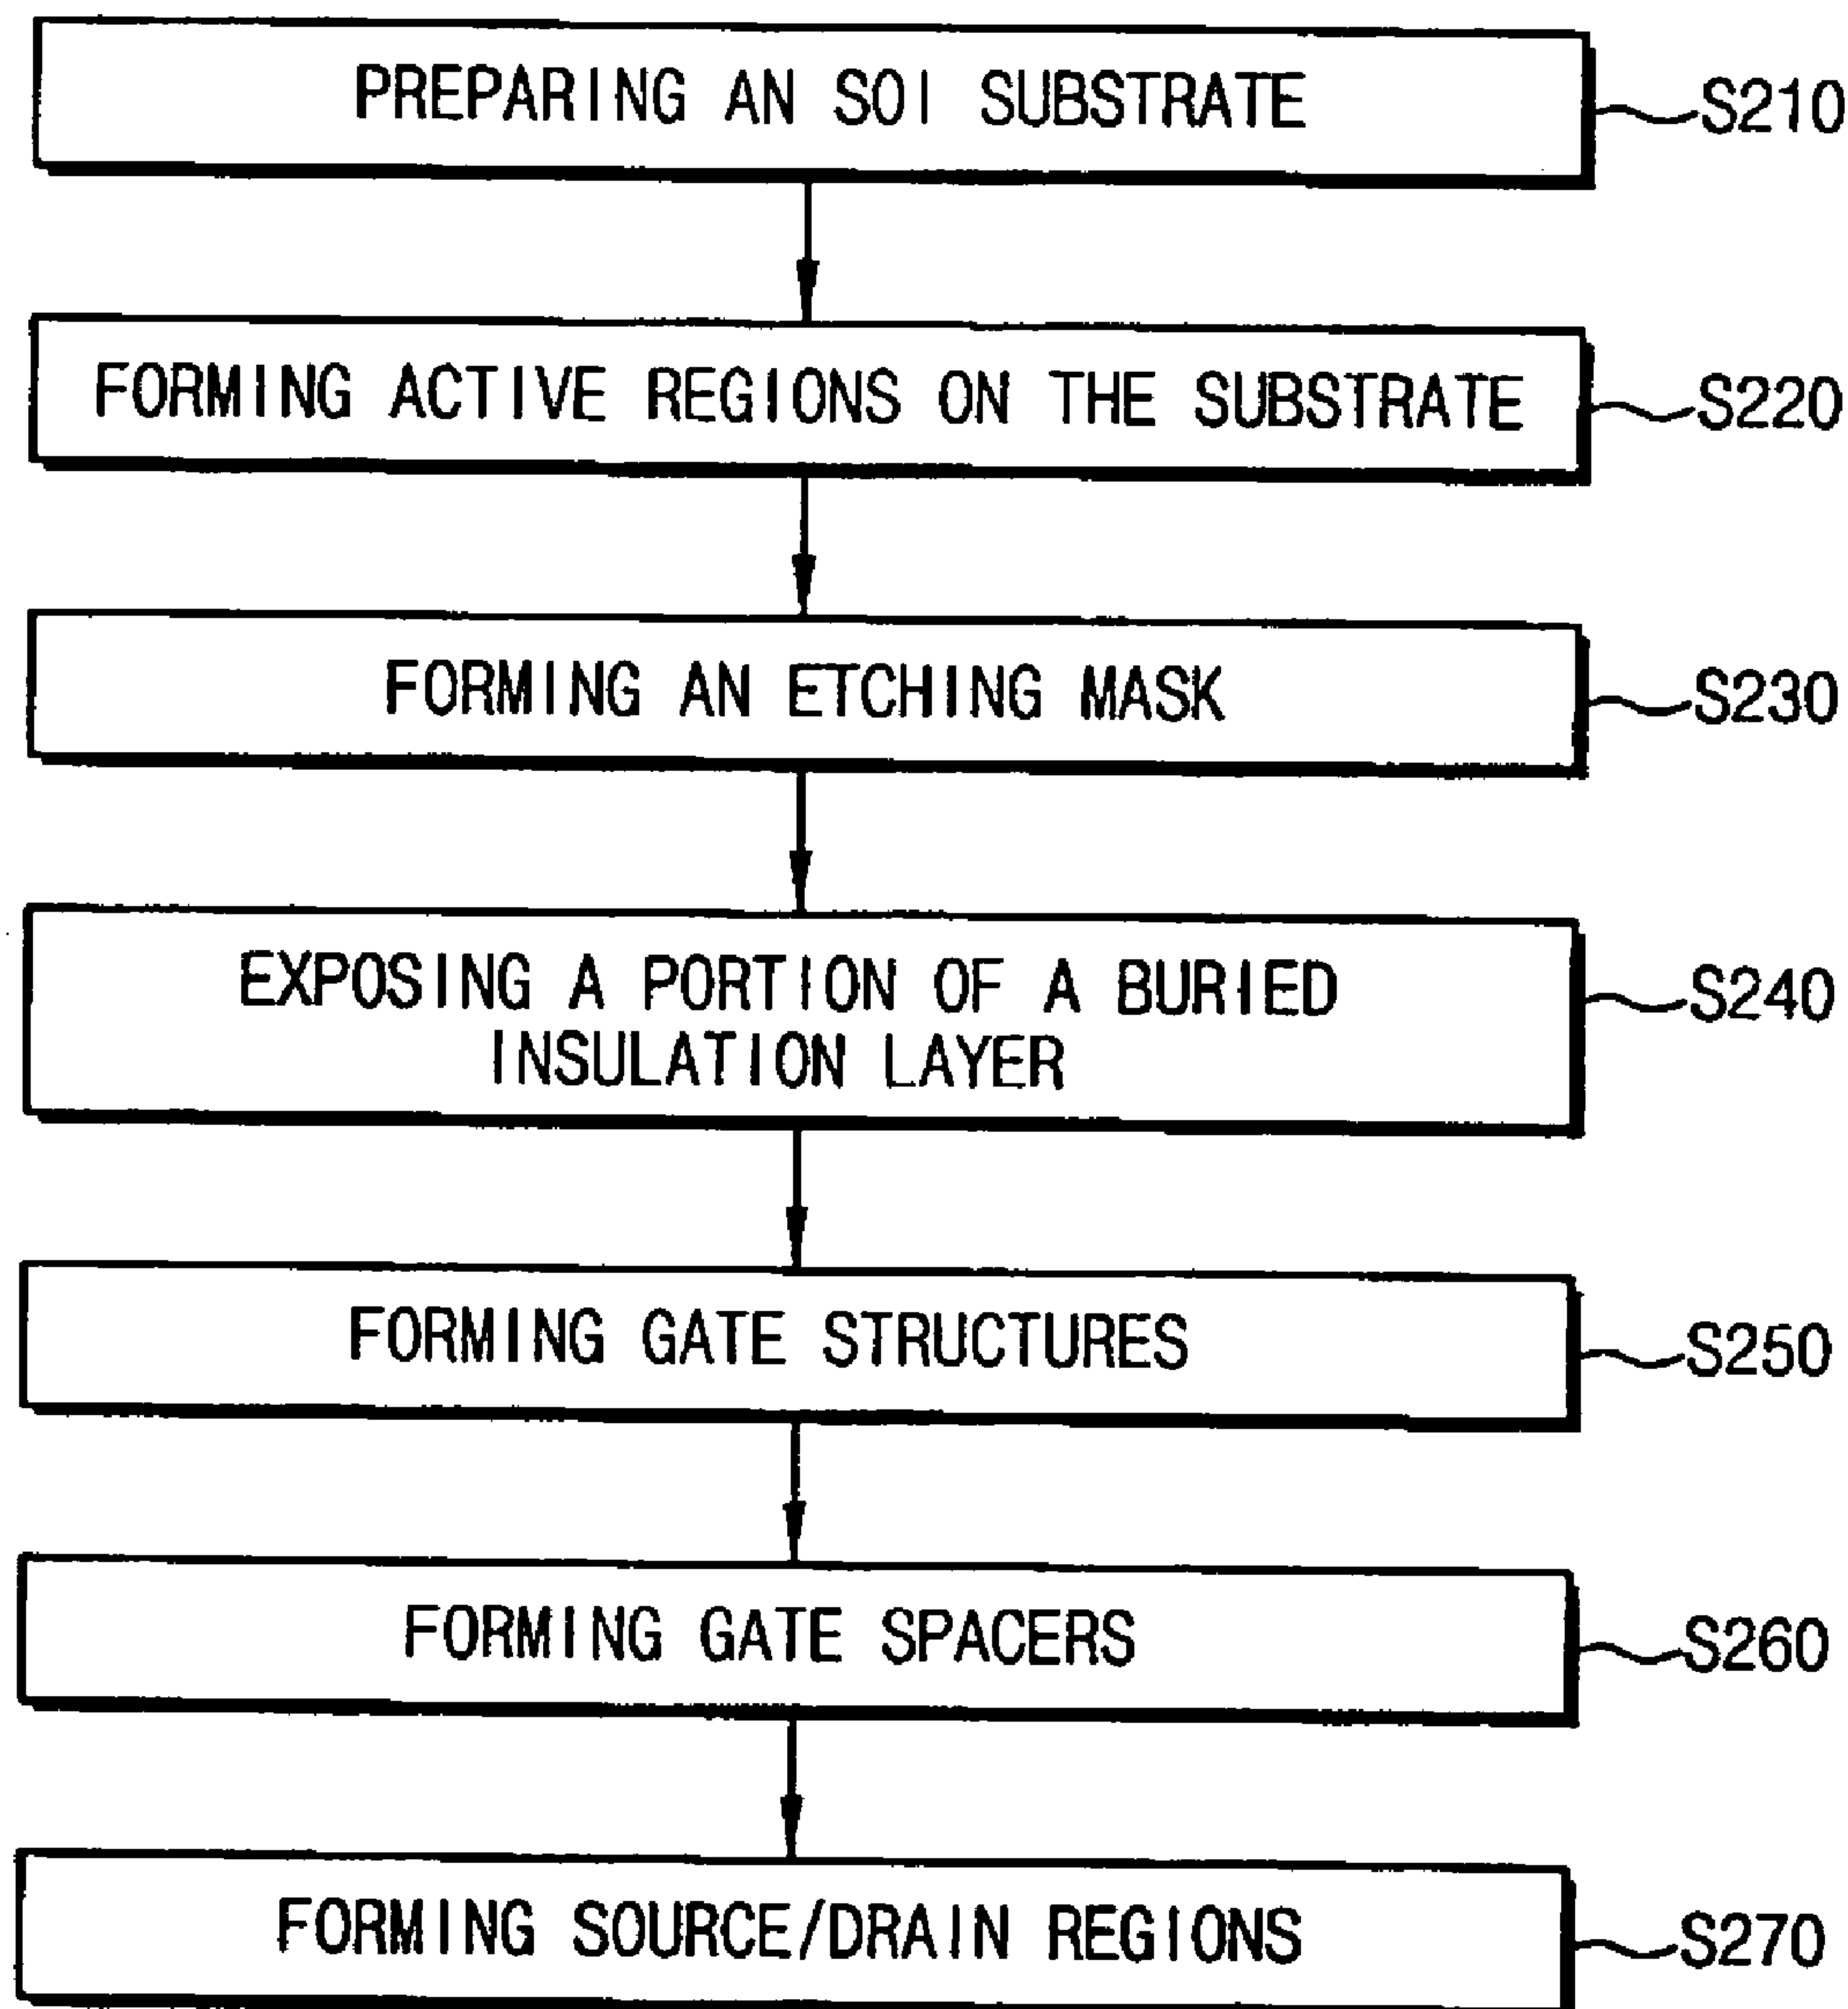 PREPARING AN SOI SUBSTRATE
S210
FORMING ACTIVE REGIONS ON THE SUBSTRATE
S220
FORMING AN ETCHING MASK
S230
EXPOSING A PORTION OF A BURIED
INSULATION LAYER
S240
FORMING GATE STRUCTURES
S250
FORMING GATE SPACERS
S260
FORMING SOURCE/DRAIN REGIONS
S270